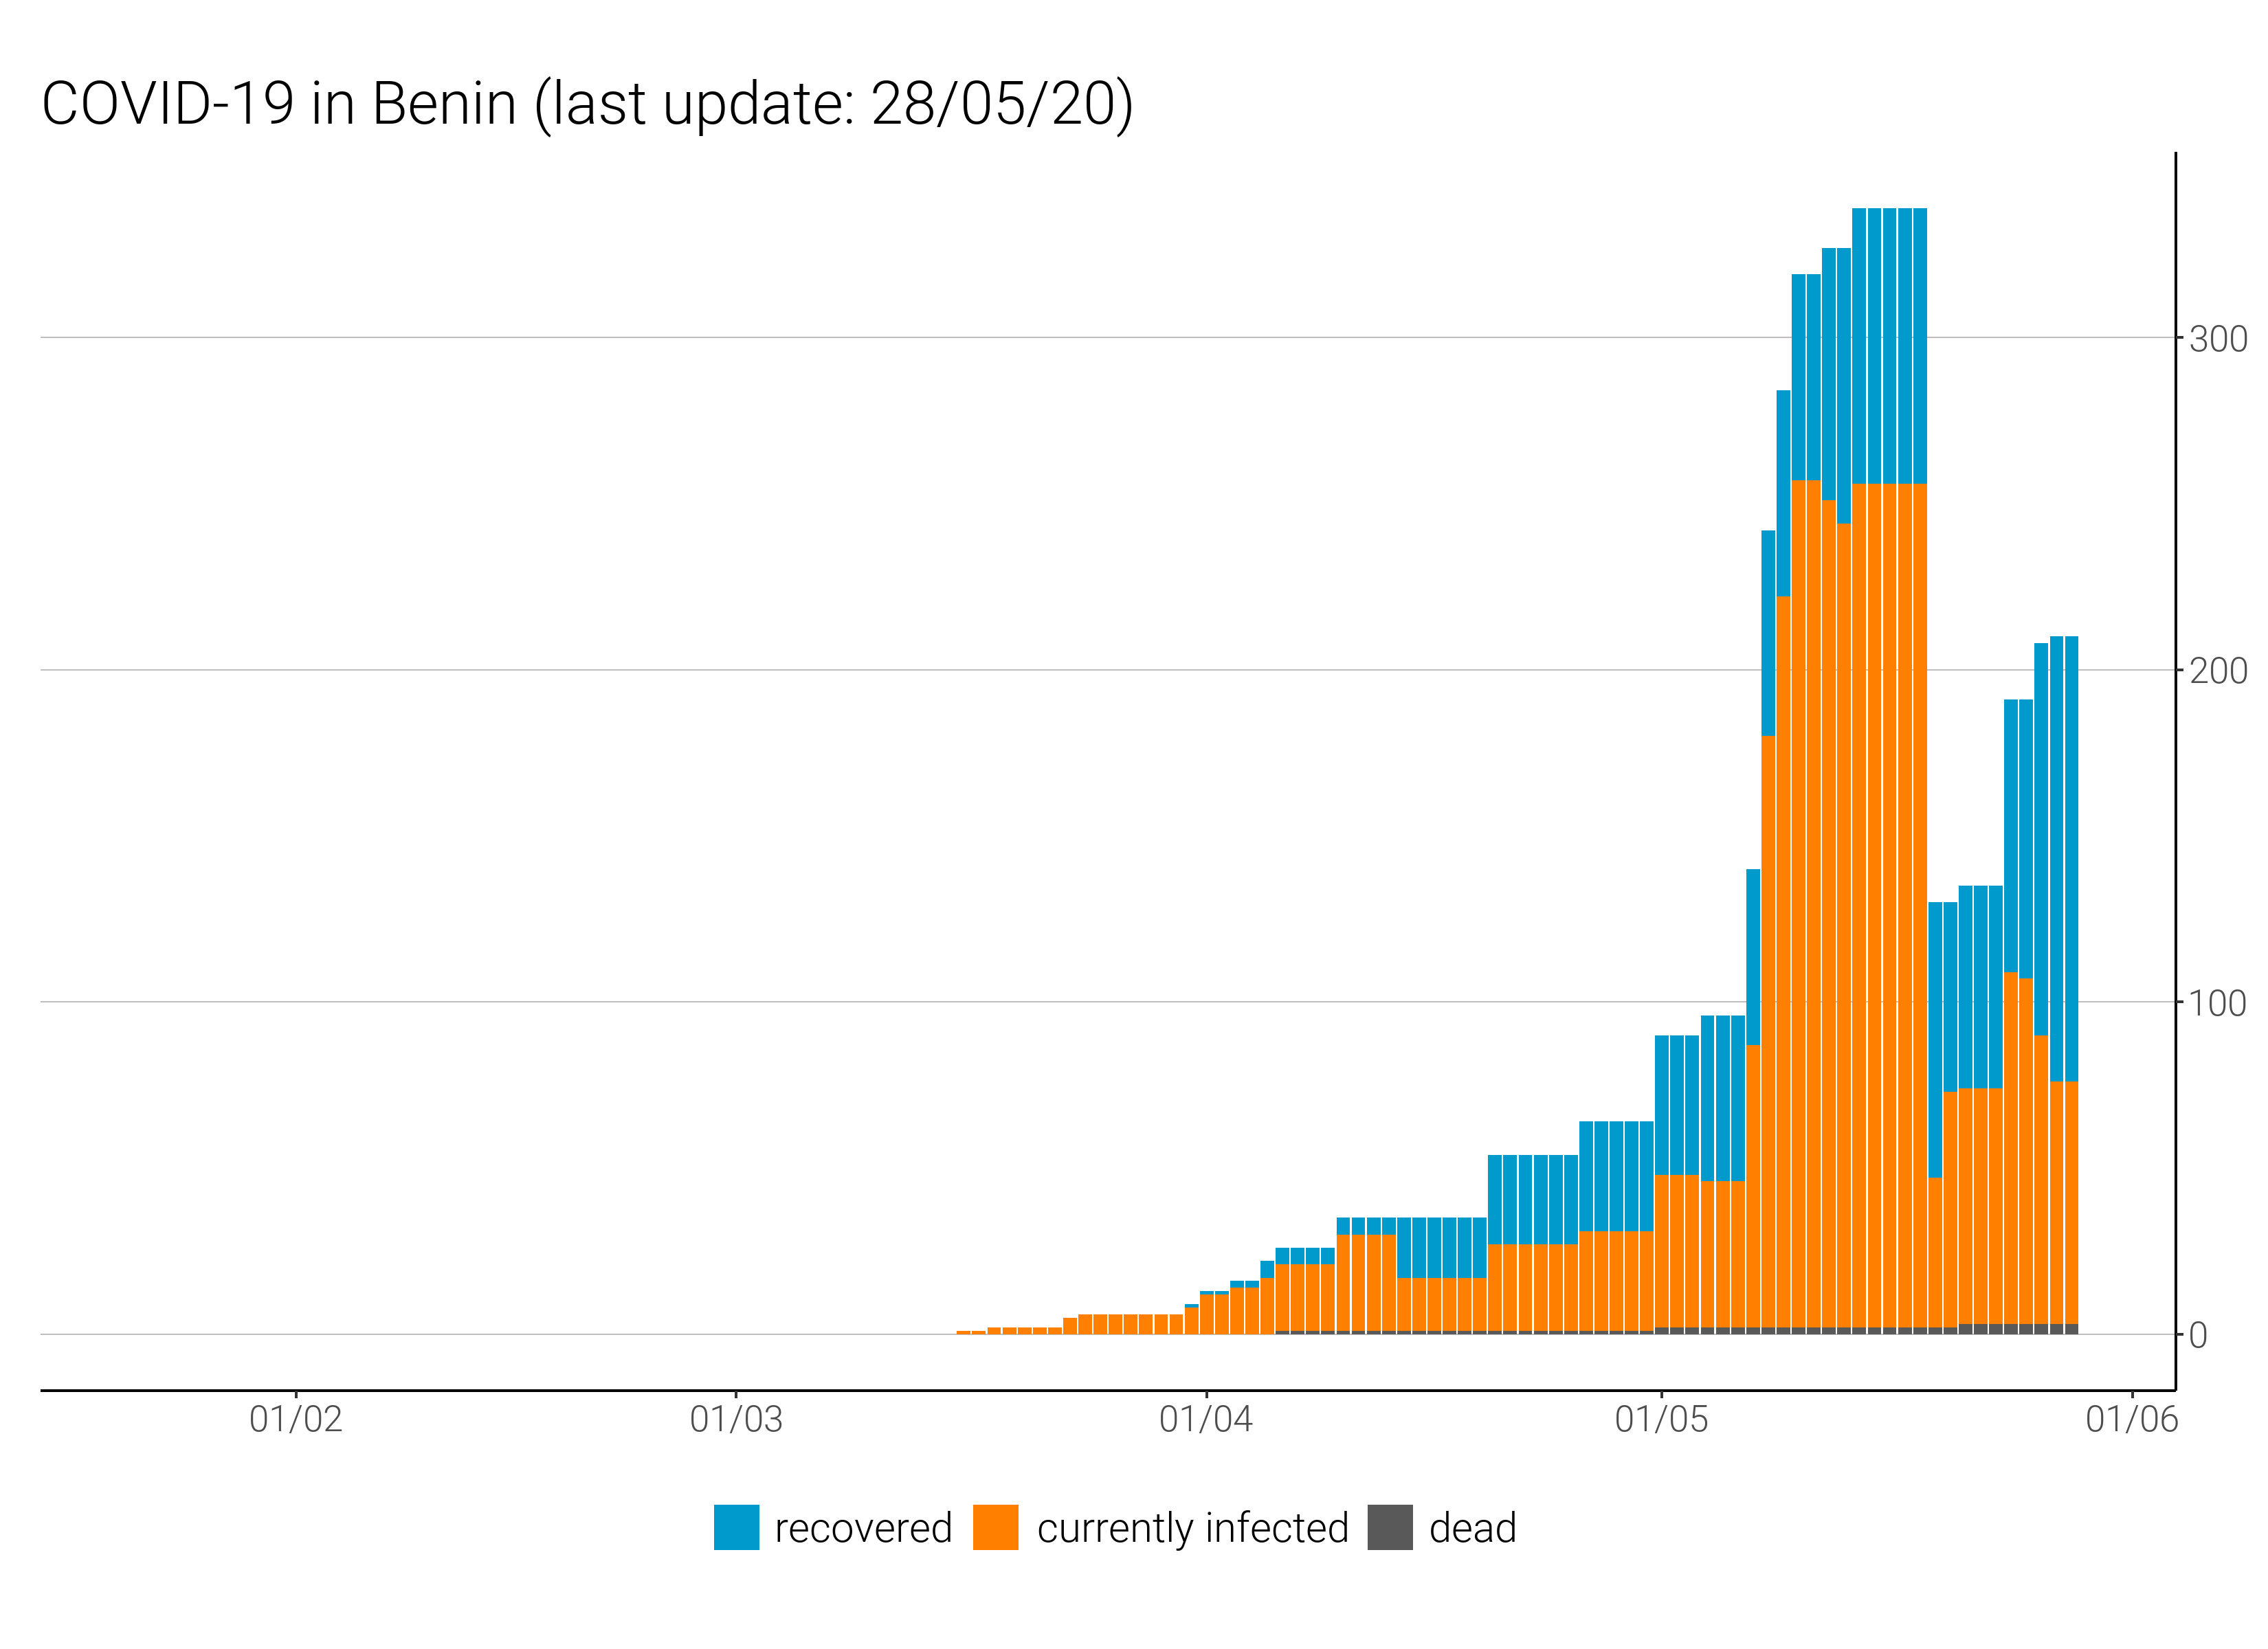 COVID-19 in Benin (last update: 28/05/20)
300
200
100
0
01/02 01/03 01/04 01/05 01/06
recovered currently infected dead